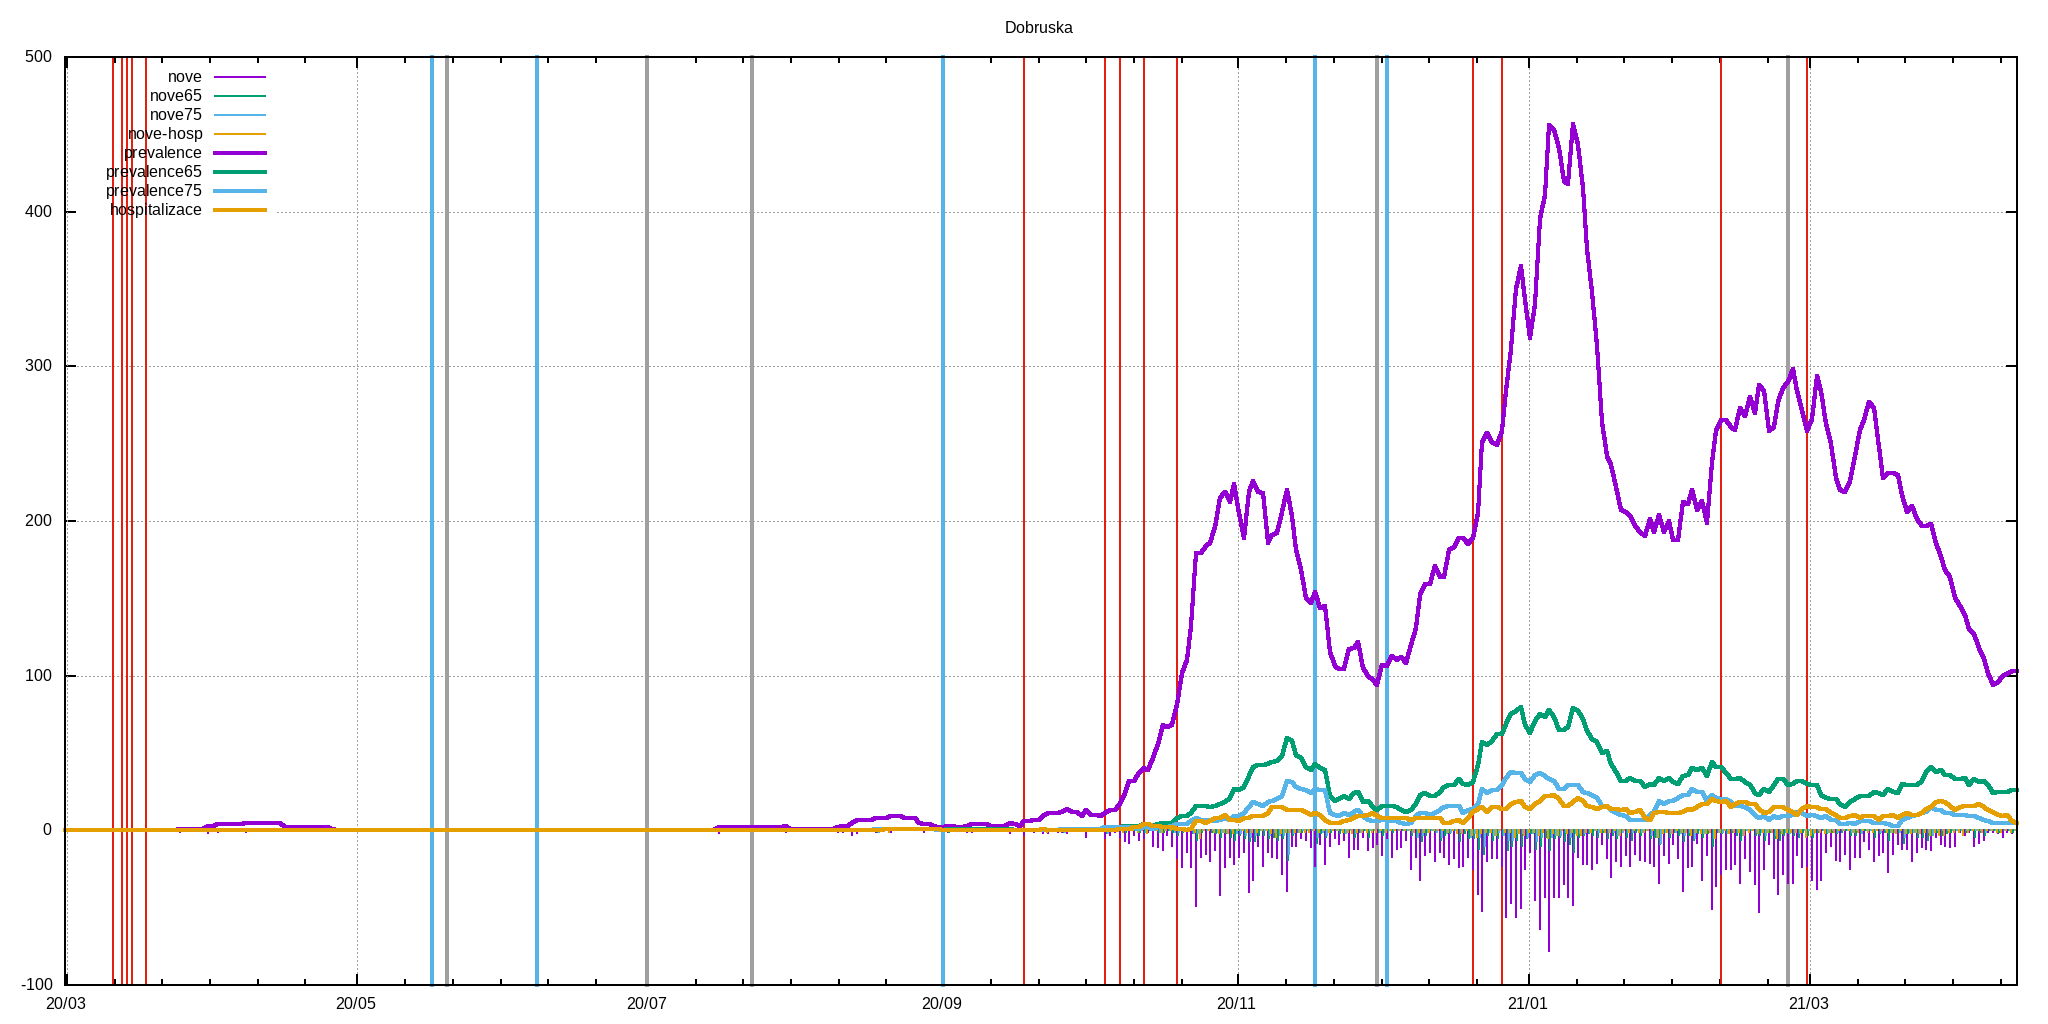 Dobruska
500
400
300
200
100
0
-100
nove
nove65
nove75
nove-hosp
prevalence
prevalence65
prevalence75
hospitalizace
20/03 20/05 20/07 20/09 20/11 21/01 21/03